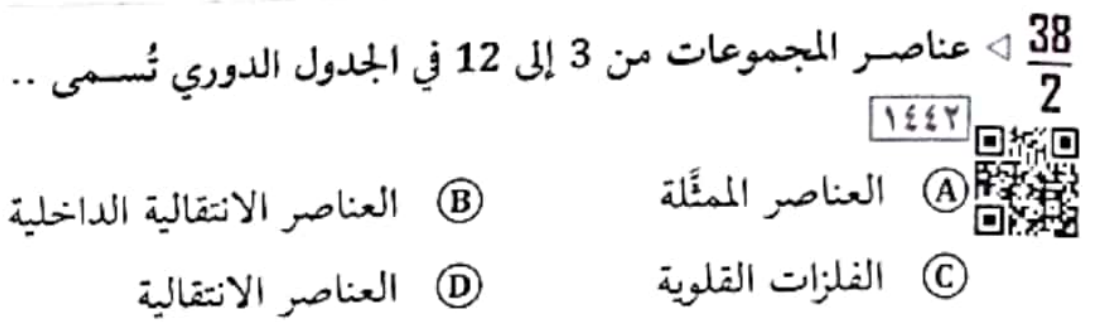 38/2 ◁ عناصر المجموعات من 3 إلى 12 في الجدول الدوري تُسمى ..
١٤٤٢
Ⓐ العناصر الممثَّلة Ⓑ العناصر الانتقالية الداخلية
Ⓒ الفلزات القلوية Ⓓ العناصر الانتقالية